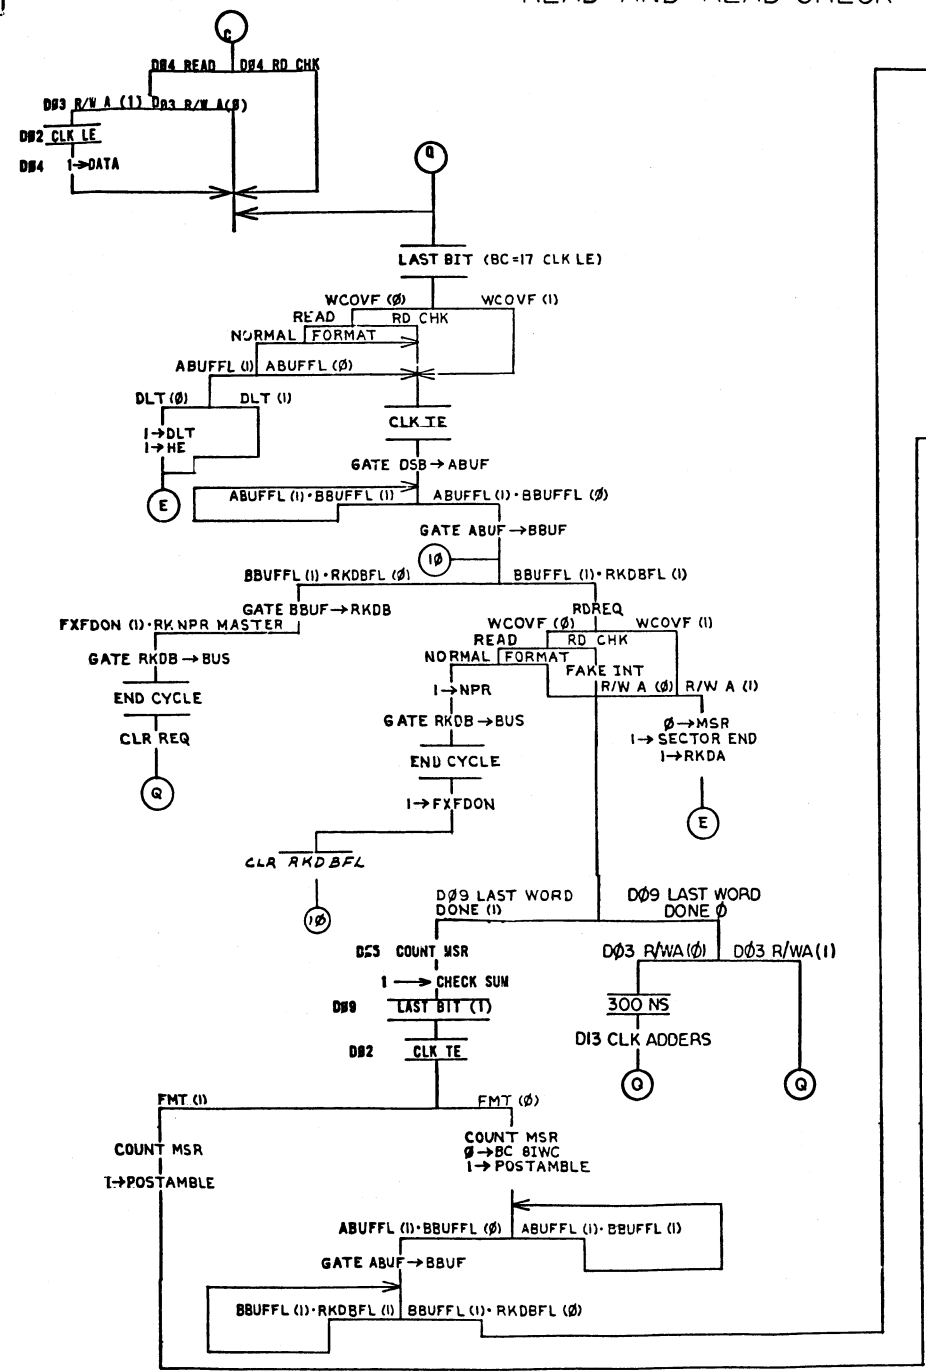 READ AND READ CHECK
C
DØ4 READ DØ4 RD CHK
DØ3 R/W A (1) DØ3 R/W A(Ø)
DØ2 CLK LE
DØ4 1→DATA
Q
LAST BIT (BC=17 CLK LE)
WCOVF (Ø) WCOVF (1)
READ RD CHK
NORMAL FORMAT
ABUFFL (1) ABUFFL (Ø)
DLT (Ø) DLT (1)
CLK TE
1→DLT
1→HE
GATE DSB→ABUF
E
ABUFFL (1)·BBUFFL (1) ABUFFL (1)·BBUFFL (Ø)
GATE ABUF→BBUF
1Ø
BBUFFL (1)·RKDBFL (Ø) BBUFFL (1)·RKDBFL (1)
GATE BBUF→RKDB RDREQ
FXFDON (1)·RKNPR MASTER WCOVF (Ø) WCOVF (1)
READ RD CHK
GATE RKDB→BUS NORMAL FORMAT
FAKE INT
1→NPR R/W A (Ø) R/W A (1)
END CYCLE
GATE RKDB→BUS Ø→MSR
CLR REQ 1→SECTOR END
1→RKDA
END CYCLE
Q
1→FXFDON
E
CLR RKDBFL
DØ9 LAST WORD DØ9 LAST WORD
DONE (1) DONE Ø
1Ø
DØ5 COUNT MSR DØ3 R/WA(Ø) DØ3 R/WA(1)
1→CHECK SUM
DØ9 LAST BIT (1) 300 NS
D13 CLK ADDERS
DØ2 CLK TE
Q Q
FMT (1) FMT (Ø)
COUNT MSR COUNT MSR
Ø→BC 8IWC
1→POSTAMBLE
1→POSTAMBLE
ABUFFL (1)·BBUFFL (Ø) ABUFFL (1)·BBUFFL (1)
GATE ABUF→BBUF
BBUFFL (1)·RKDBFL (1) BBUFFL (1)·RKDBFL (Ø)